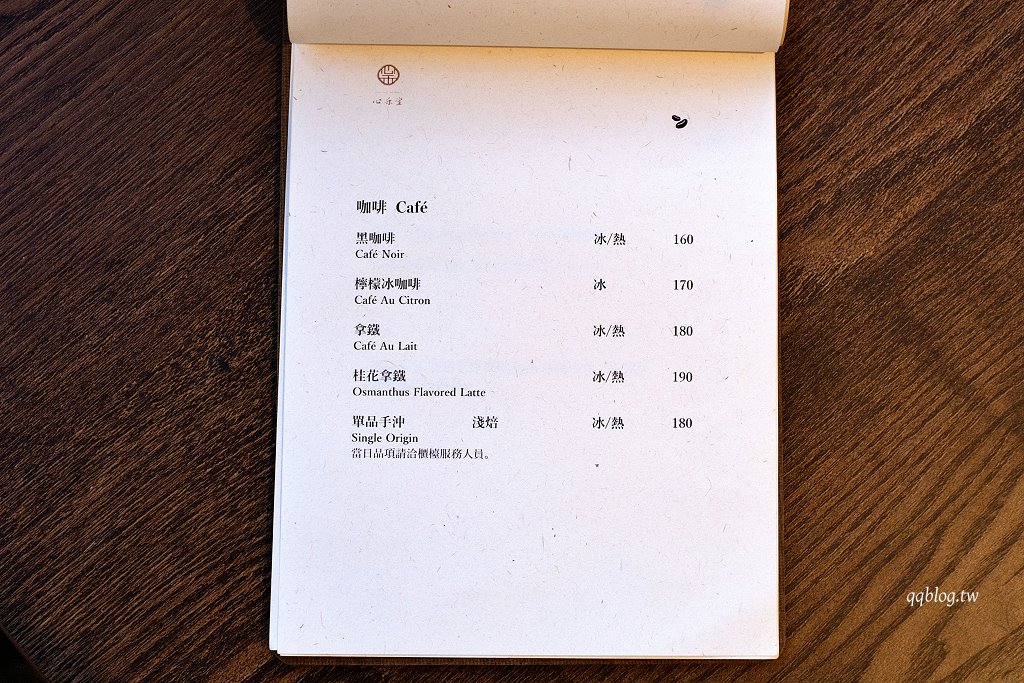 心乐堂
咖啡 Café
黑咖啡 冰/熱 160
Café Noir
檸檬冰咖啡 冰 170
Café Au Citron
拿鐵 冰/熱 180
Café Au Lait
桂花拿鐵 冰/熱 190
Osmanthus Flavored Latte
單品手沖 淺焙 冰/熱 180
Single Origin
當日品項請洽櫃檯服務人員。
qqblog.tw